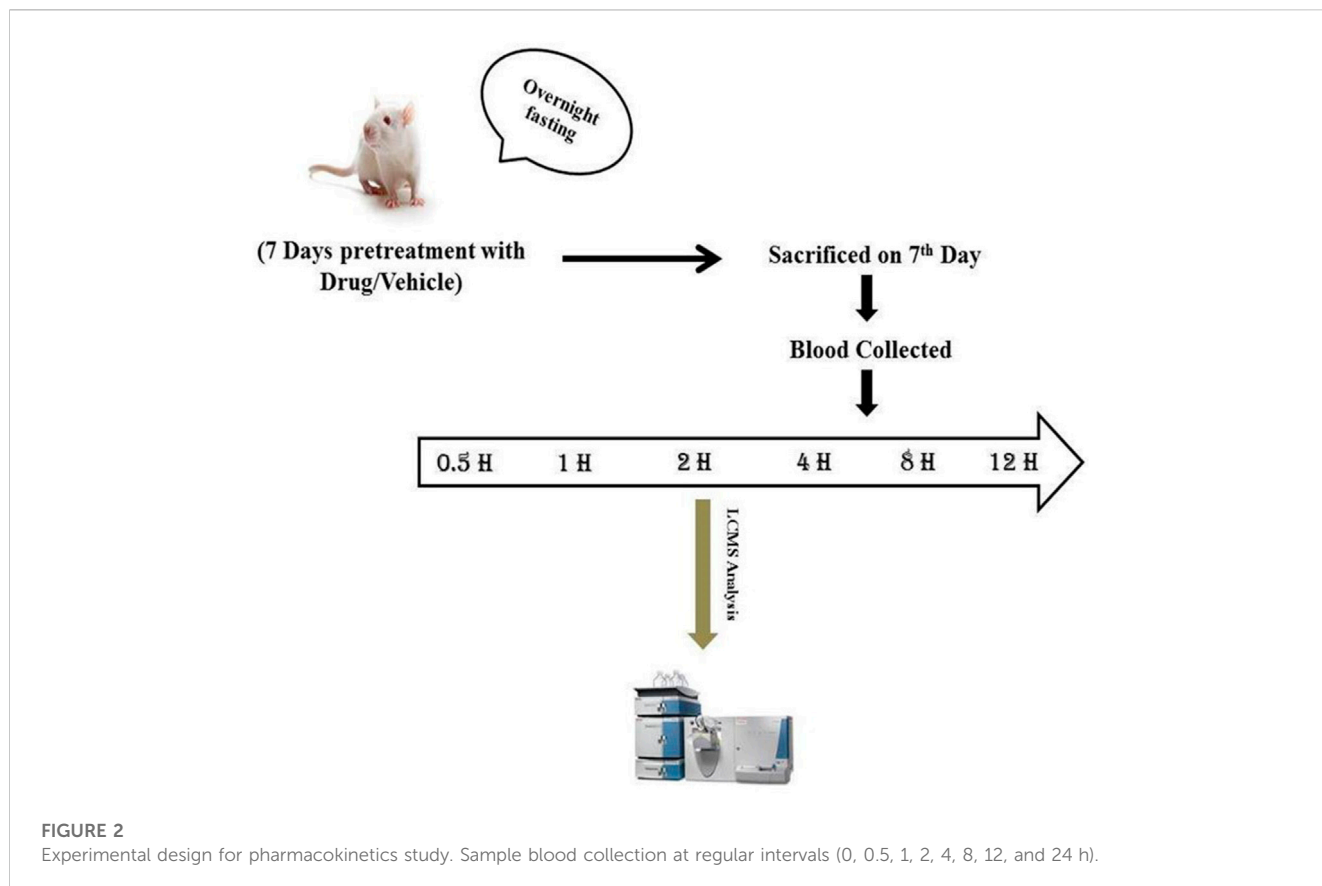 Overnight
fasting
(7 Days pretreatment with
Drug/Vehicle)
Sacrificed on 7th Day
Blood Collected
0.5 H 1 H 2 H 4 H 8 H 12 H
LCMS Analysis
FIGURE 2
Experimental design for pharmacokinetics study. Sample blood collection at regular intervals (0, 0.5, 1, 2, 4, 8, 12, and 24 h).